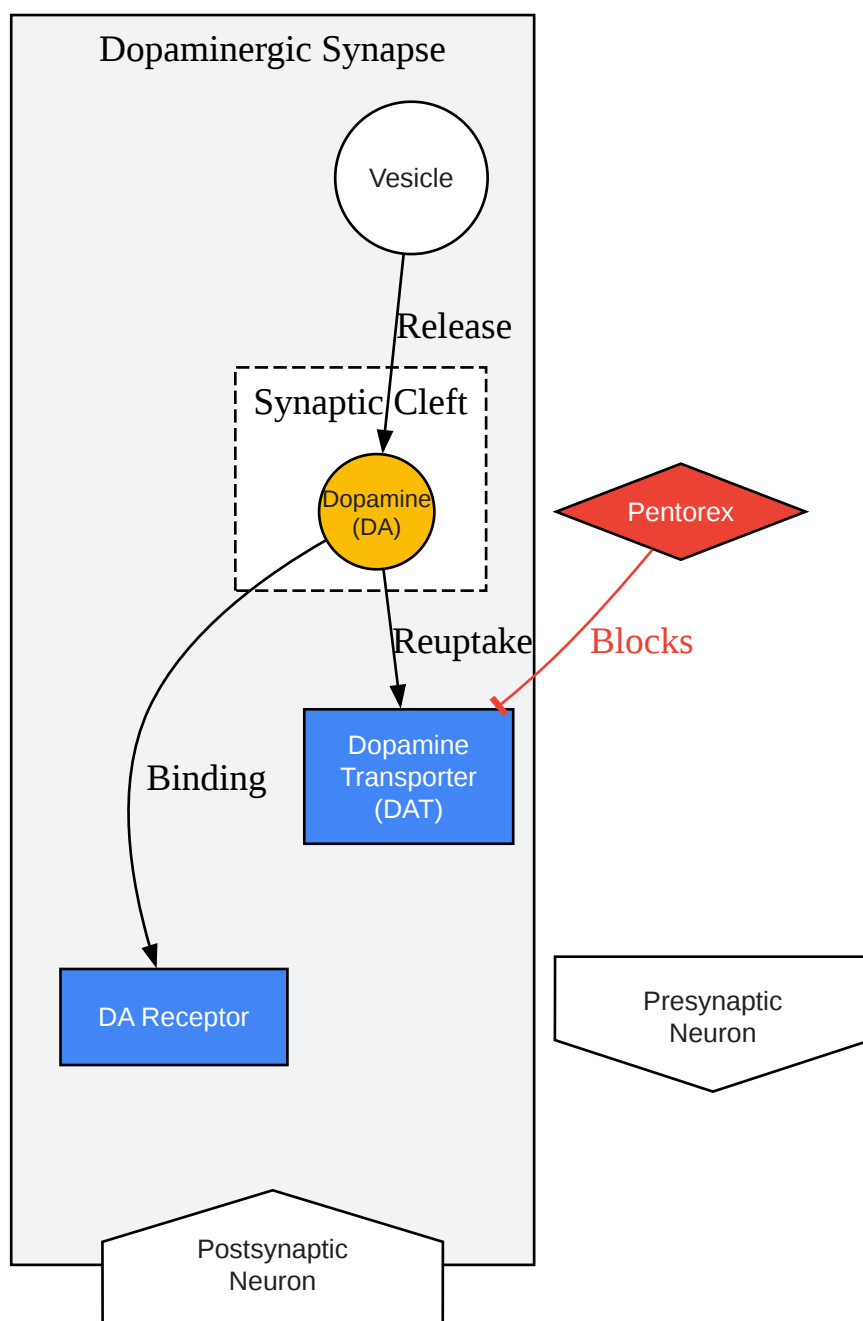 Dopaminergic Synapse
Vesicle
Release
Synaptic Cleft
Dopamine
(DA)
Pentorex
Reuptake
Blocks
Dopamine
Transporter
(DAT)
Binding
DA Receptor
Presynaptic
Neuron
Postsynaptic
Neuron